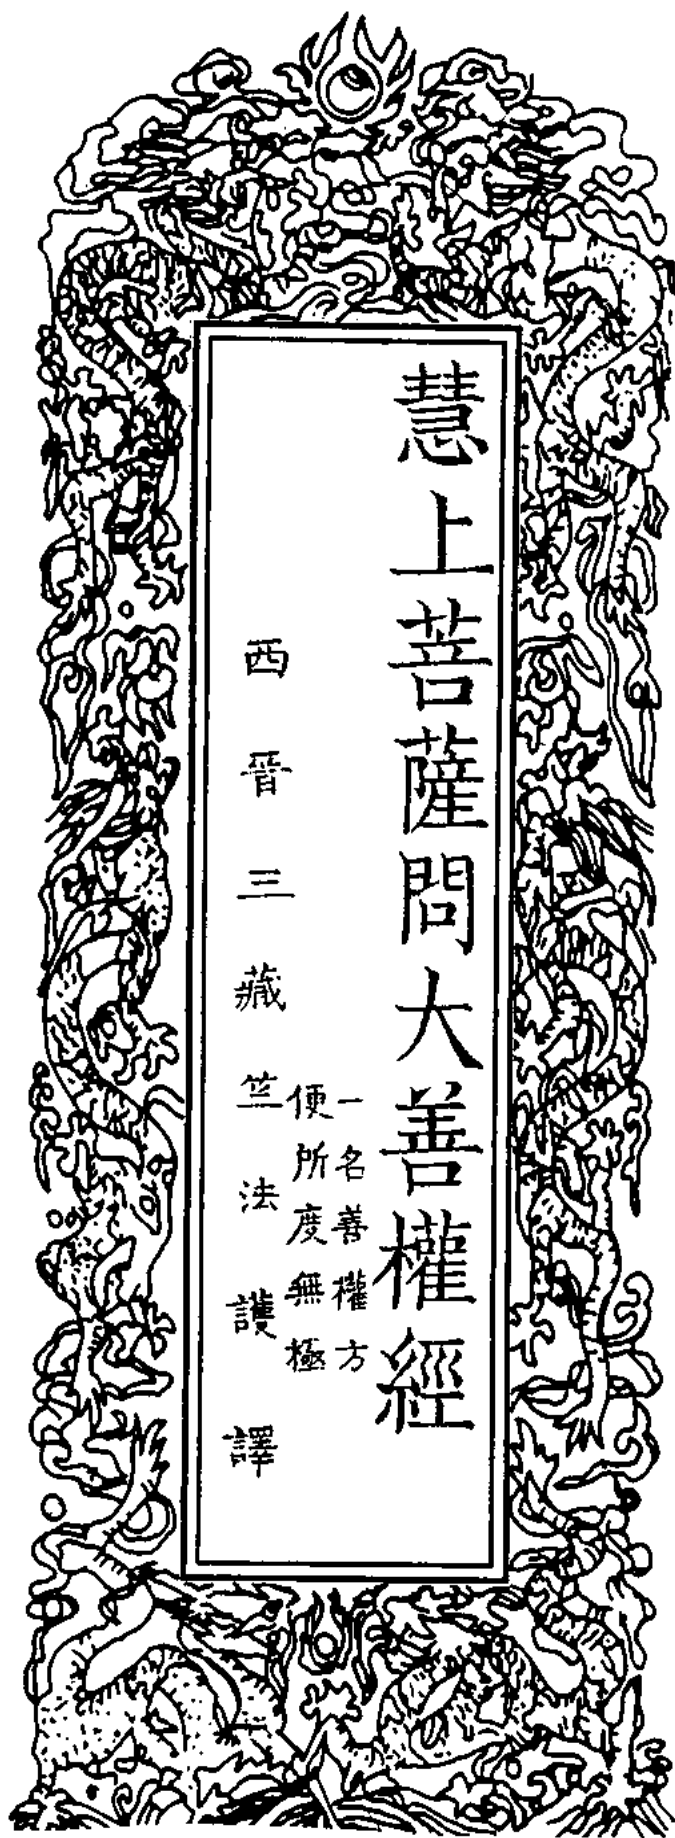 慧上菩薩問大善權經
一名善權方
便所度無極
西晉三藏竺法護譯